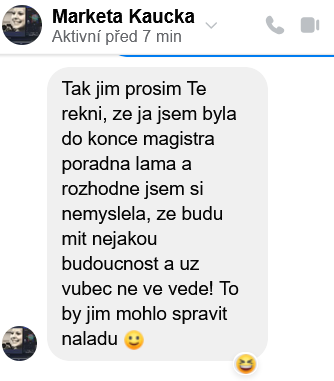 Marketa Kaucka
Aktivní před 7 min
Tak jim prosim Te
rekni, ze ja jsem byla
do konce magistra
poradna lama a
rozhodne jsem si
nemyslela, ze budu
mit nejakou
budoucnost a uz
vubec ne ve vede! To
by jim mohlo spravit
naladu 🙂